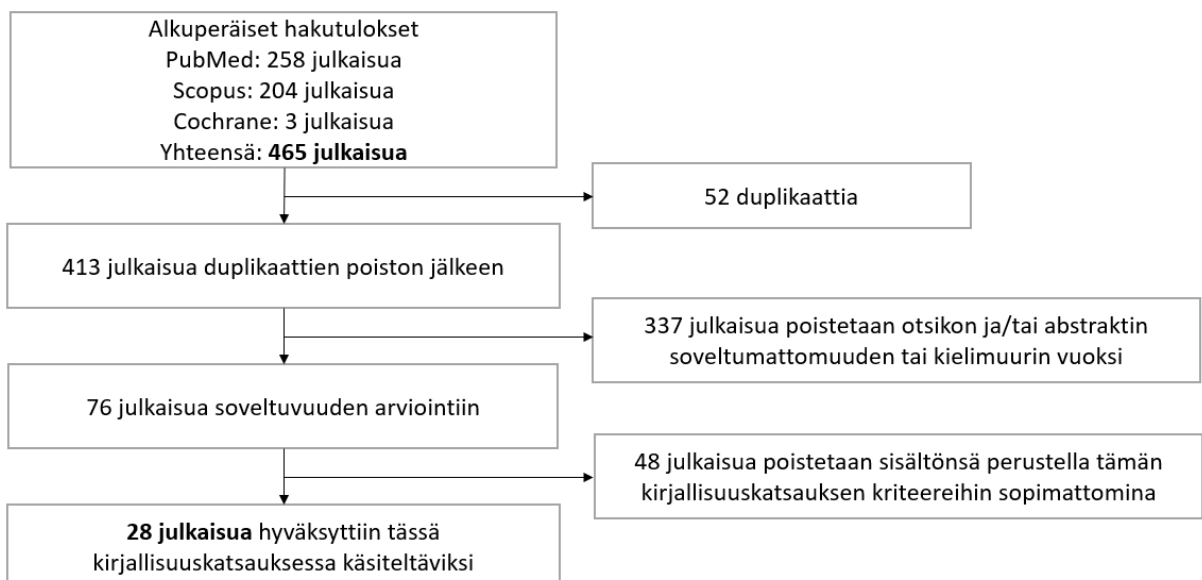 Alkuperäiset hakutulokset
PubMed: 258 julkaisua
Scopus: 204 julkaisua
Cochrane: 3 julkaisua
Yhteensä: 465 julkaisua
52 duplikaattia
413 julkaisua duplikaattien poiston jälkeen
337 julkaisua poistetaan otsikon ja/tai abstraktin
soveltumattomuuden tai kielimuurin vuoksi
76 julkaisua soveltuvuuden arviointiin
48 julkaisua poistetaan sisältönsä perustella tämän
kirjallisuuskatsauksen kriteereihin sopimattomina
28 julkaisua hyväksyttiin tässä
kirjallisuuskatsauksessa käsiteltäviksi